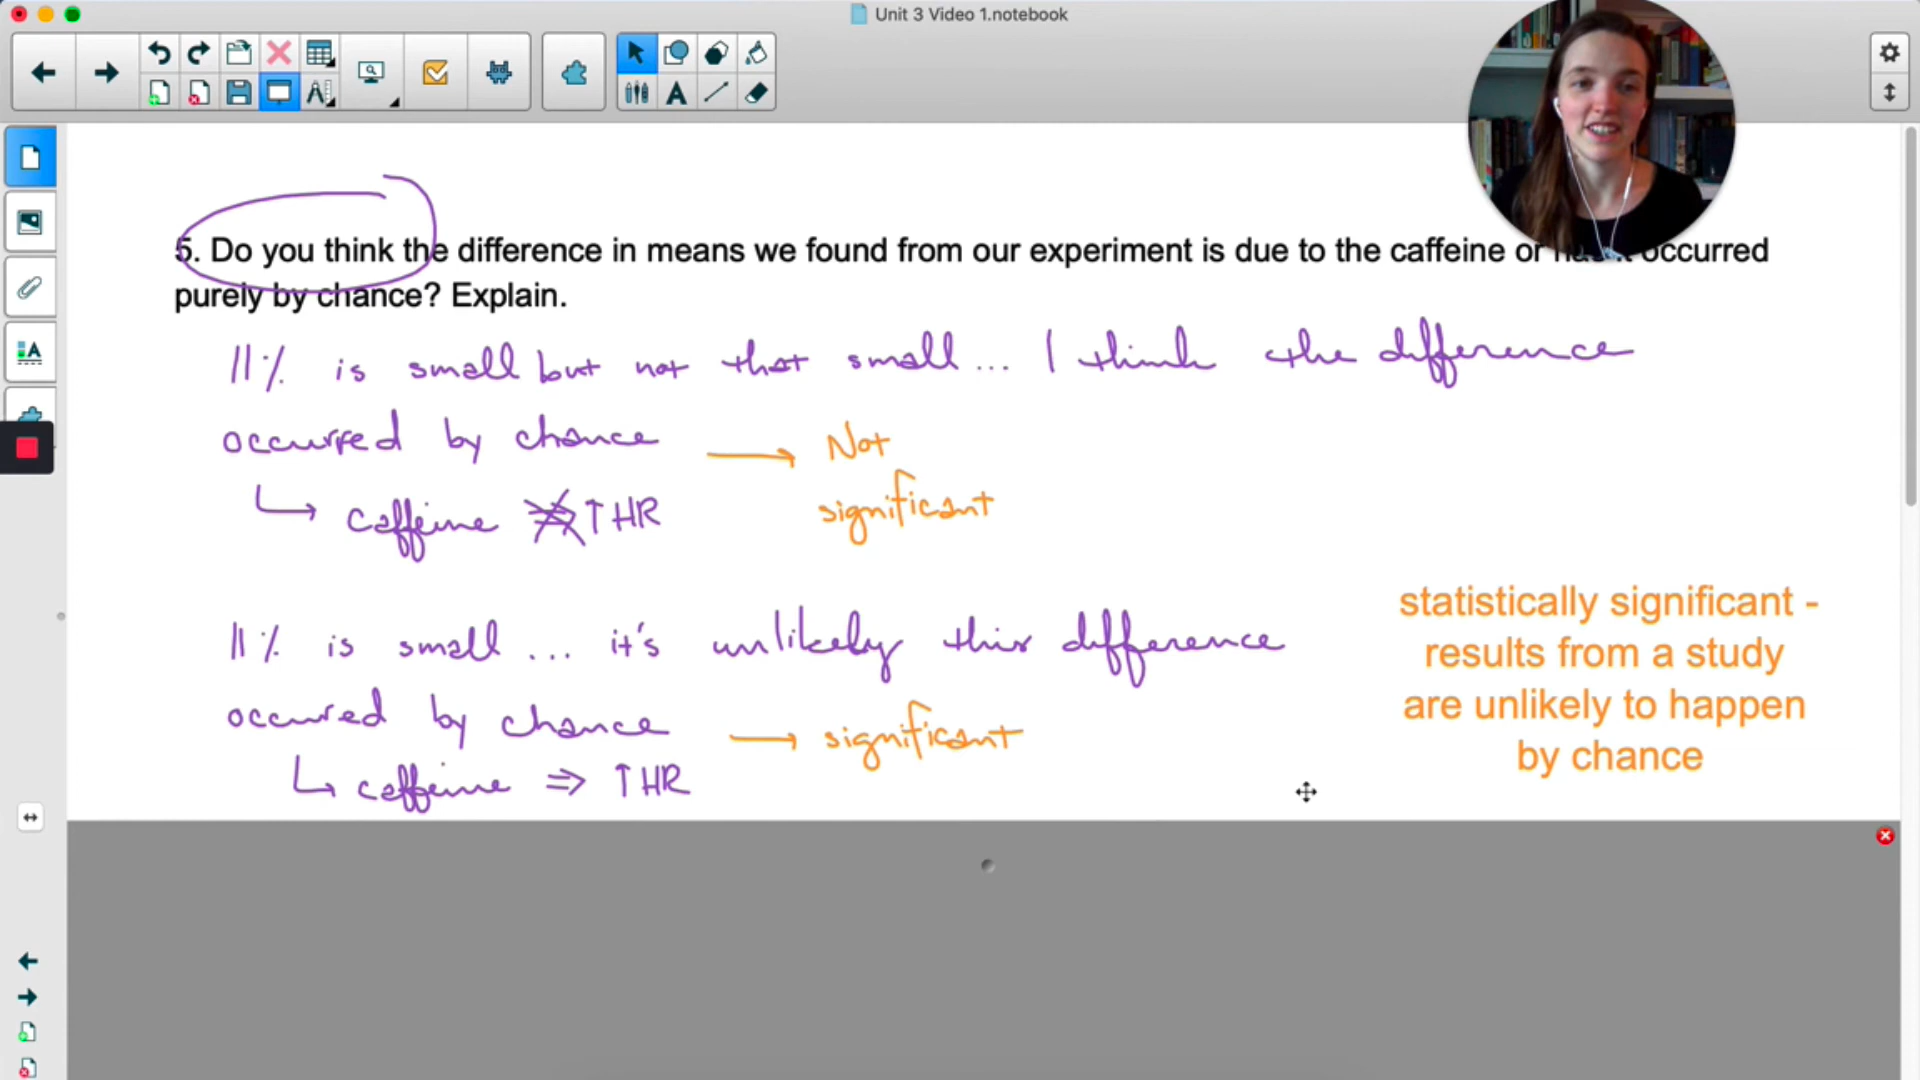 Unit 3 Video 1.notebook
5. Do you think the difference in means we found from our experiment is due to the caffeine or has it occurred
purely by chance? Explain.
11% is small but not that small... I think the difference
occurred by chance → Not
significant
↳ caffeine ⇏ ↑HR
statistically significant -
results from a study
are unlikely to happen
by chance
11% is small ... it's unlikely this difference
occured by chance → significant
↳ caffeine ⇒ ↑HR